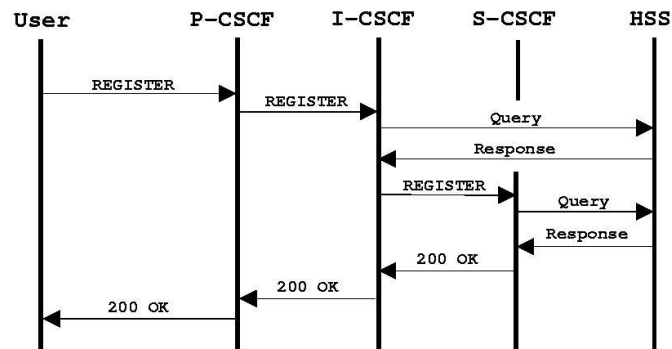 User P-CSCF I-CSCF S-CSCF HSS
REGISTER
REGISTER
Query
Response
REGISTER
Query
Response
200 OK
200 OK
200 OK